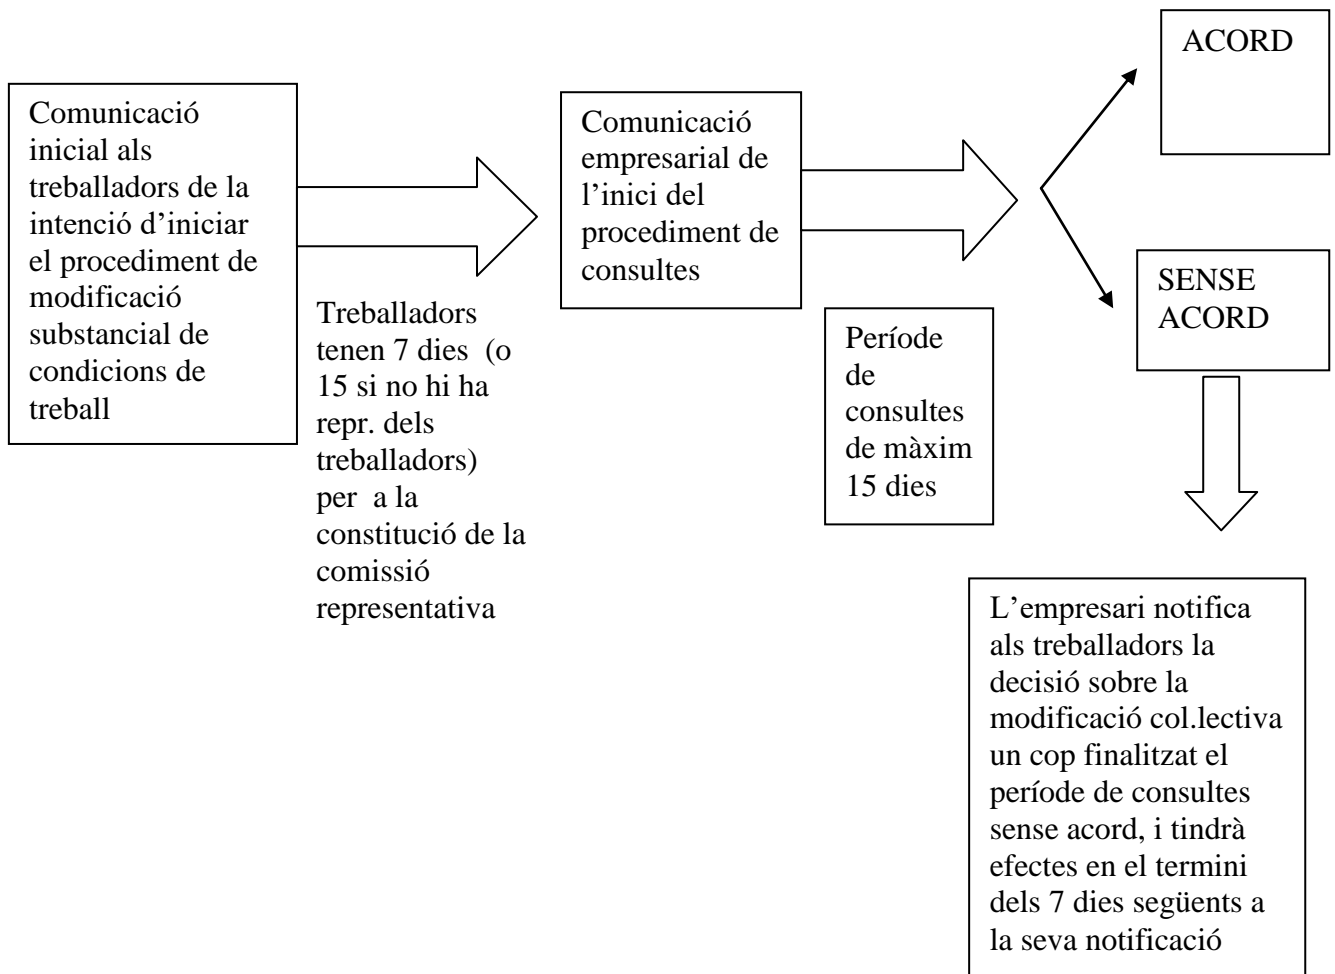 Comunicació
inicial als
treballadors de la
intenció d’iniciar
el procediment de
modificació
substancial de
condicions de
treball
Treballadors
tenen 7 dies (o
15 si no hi ha
repr. dels
treballadors)
per a la
constitució de la
comissió
representativa
Comunicació
empresarial de
l’inici del
procediment de
consultes
Període
de
consultes
de màxim
15 dies
ACORD
SENSE
ACORD
L’empresari notifica
als treballadors la
decisió sobre la
modificació col.lectiva
un cop finalitzat el
període de consultes
sense acord, i tindrà
efectes en el termini
dels 7 dies següents a
la seva notificació